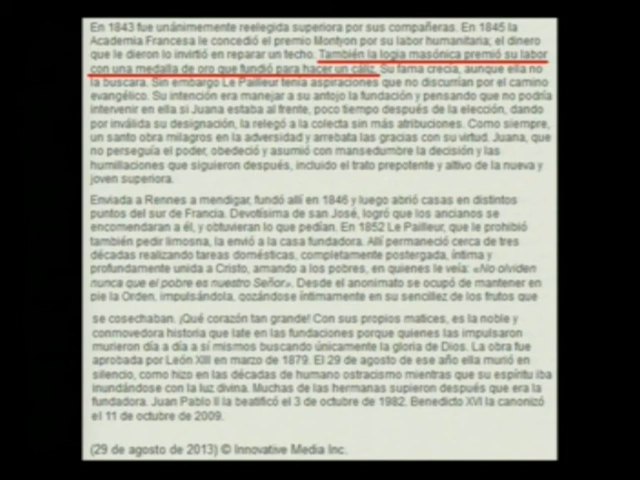 En 1843 fue unánimemente reelegida superiora por sus compañeras. En 1845 la
Academia Francesa le concedió el premio Montyon por su labor humanitaria; el dinero
que le dieron lo invirtió en reparar un techo. También la logia masónica premió su labor
con una medalla de oro que fundió para hacer un cáliz. Su fama crecía, aunque ella no
la buscara. Sin embargo Le Pailleur tenía aspiraciones que no discurrían por el camino
evangélico. Su intención era manejar a su antojo la fundación y pensando que no podría
intervenir en ella si Juana estaba al frente, poco tiempo después de la elección, dando
por inválida su designación, la relegó a la colecta sin más atribuciones. Como siempre,
un santo obra milagros en la adversidad y arrebata las gracias con su virtud. Juana, que
no perseguía el poder, obedeció y asumió con mansedumbre la decisión y las
humillaciones que siguieron después, incluido el trato prepotente y altivo de la nueva y
joven superiora.
Enviada a Rennes a mendigar, fundó allí en 1846 y luego abrió casas en distintos
puntos del sur de Francia. Devotísima de san José, logró que los ancianos se
encomendaran a él, y obtuvieran lo que pedían. En 1852 Le Pailleur, que le prohibió
también pedir limosna, la envió a la casa fundadora. Allí permaneció cerca de tres
décadas realizando tareas domésticas, completamente postergada, íntima y
profundamente unida a Cristo, amando a los pobres, en quienes le veía: «No olviden
nunca que el pobre es nuestro Señor». Desde el anonimato se ocupó de mantener en
pie la Orden, impulsándola, gozándose íntimamente en su sencillez de los frutos que
se cosechaban. ¡Qué corazón tan grande! Con sus propios matices, es la noble y
conmovedora historia que late en las fundaciones porque quienes las impulsaron
murieron día a día a sí mismos buscando únicamente la gloria de Dios. La obra fue
aprobada por León XIII en marzo de 1879. El 29 de agosto de ese año ella murió en
silencio, como hizo en las décadas de humano ostracismo mientras que su espíritu iba
inundándose con la luz divina. Muchas de las hermanas supieron después que era la
fundadora. Juan Pablo II la beatificó el 3 de octubre de 1982. Benedicto XVI la canonizó
el 11 de octubre de 2009.
(29 de agosto de 2013) © Innovative Media Inc.